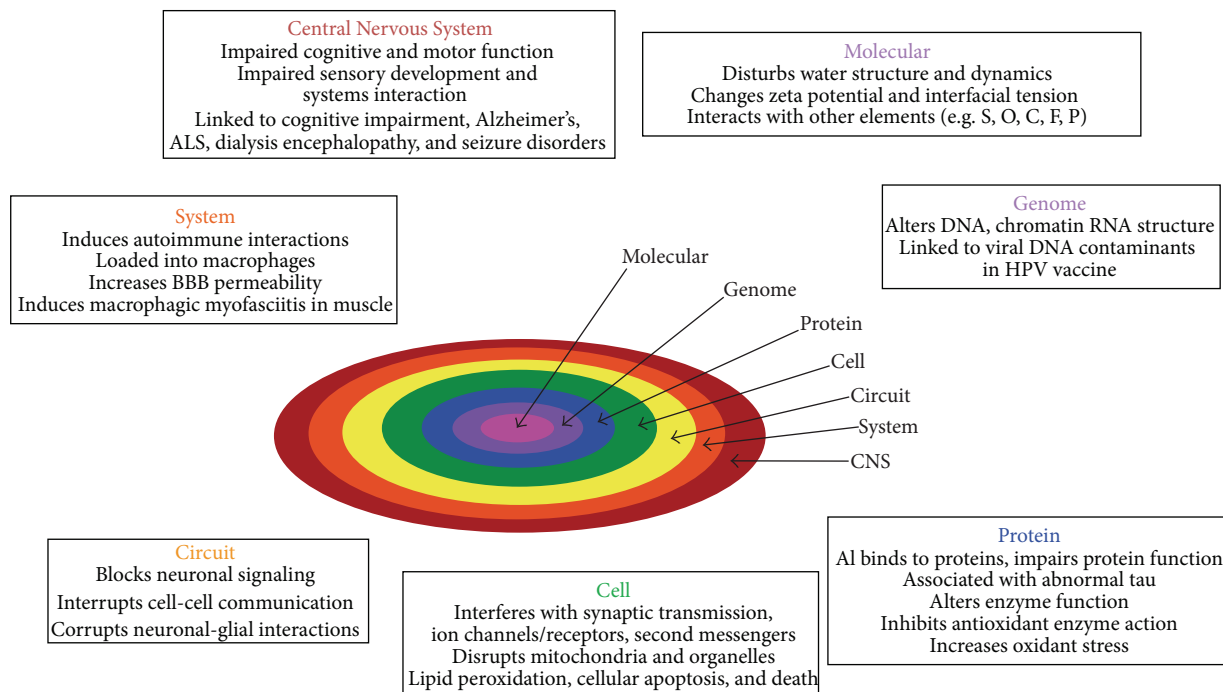 Central Nervous System
Impaired cognitive and motor function
Impaired sensory development and
systems interaction
Linked to cognitive impairment, Alzheimer's,
ALS, dialysis encephalopathy, and seizure disorders
Molecular
Disturbs water structure and dynamics
Changes zeta potential and interfacial tension
Interacts with other elements (e.g. S, O, C, F, P)
System
Induces autoimmune interactions
Loaded into macrophages
Increases BBB permeability
Induces macrophagic myofasciitis in muscle
Genome
Alters DNA, chromatin RNA structure
Linked to viral DNA contaminants
in HPV vaccine
Molecular
Genome
Protein
Cell
Circuit
System
CNS
Circuit
Blocks neuronal signaling
Interrupts cell-cell communication
Corrupts neuronal-glial interactions
Cell
Interferes with synaptic transmission,
ion channels/receptors, second messengers
Disrupts mitochondria and organelles
Lipid peroxidation, cellular apoptosis, and death
Protein
Al binds to proteins, impairs protein function
Associated with abnormal tau
Alters enzyme function
Inhibits antioxidant enzyme action
Increases oxidant stress